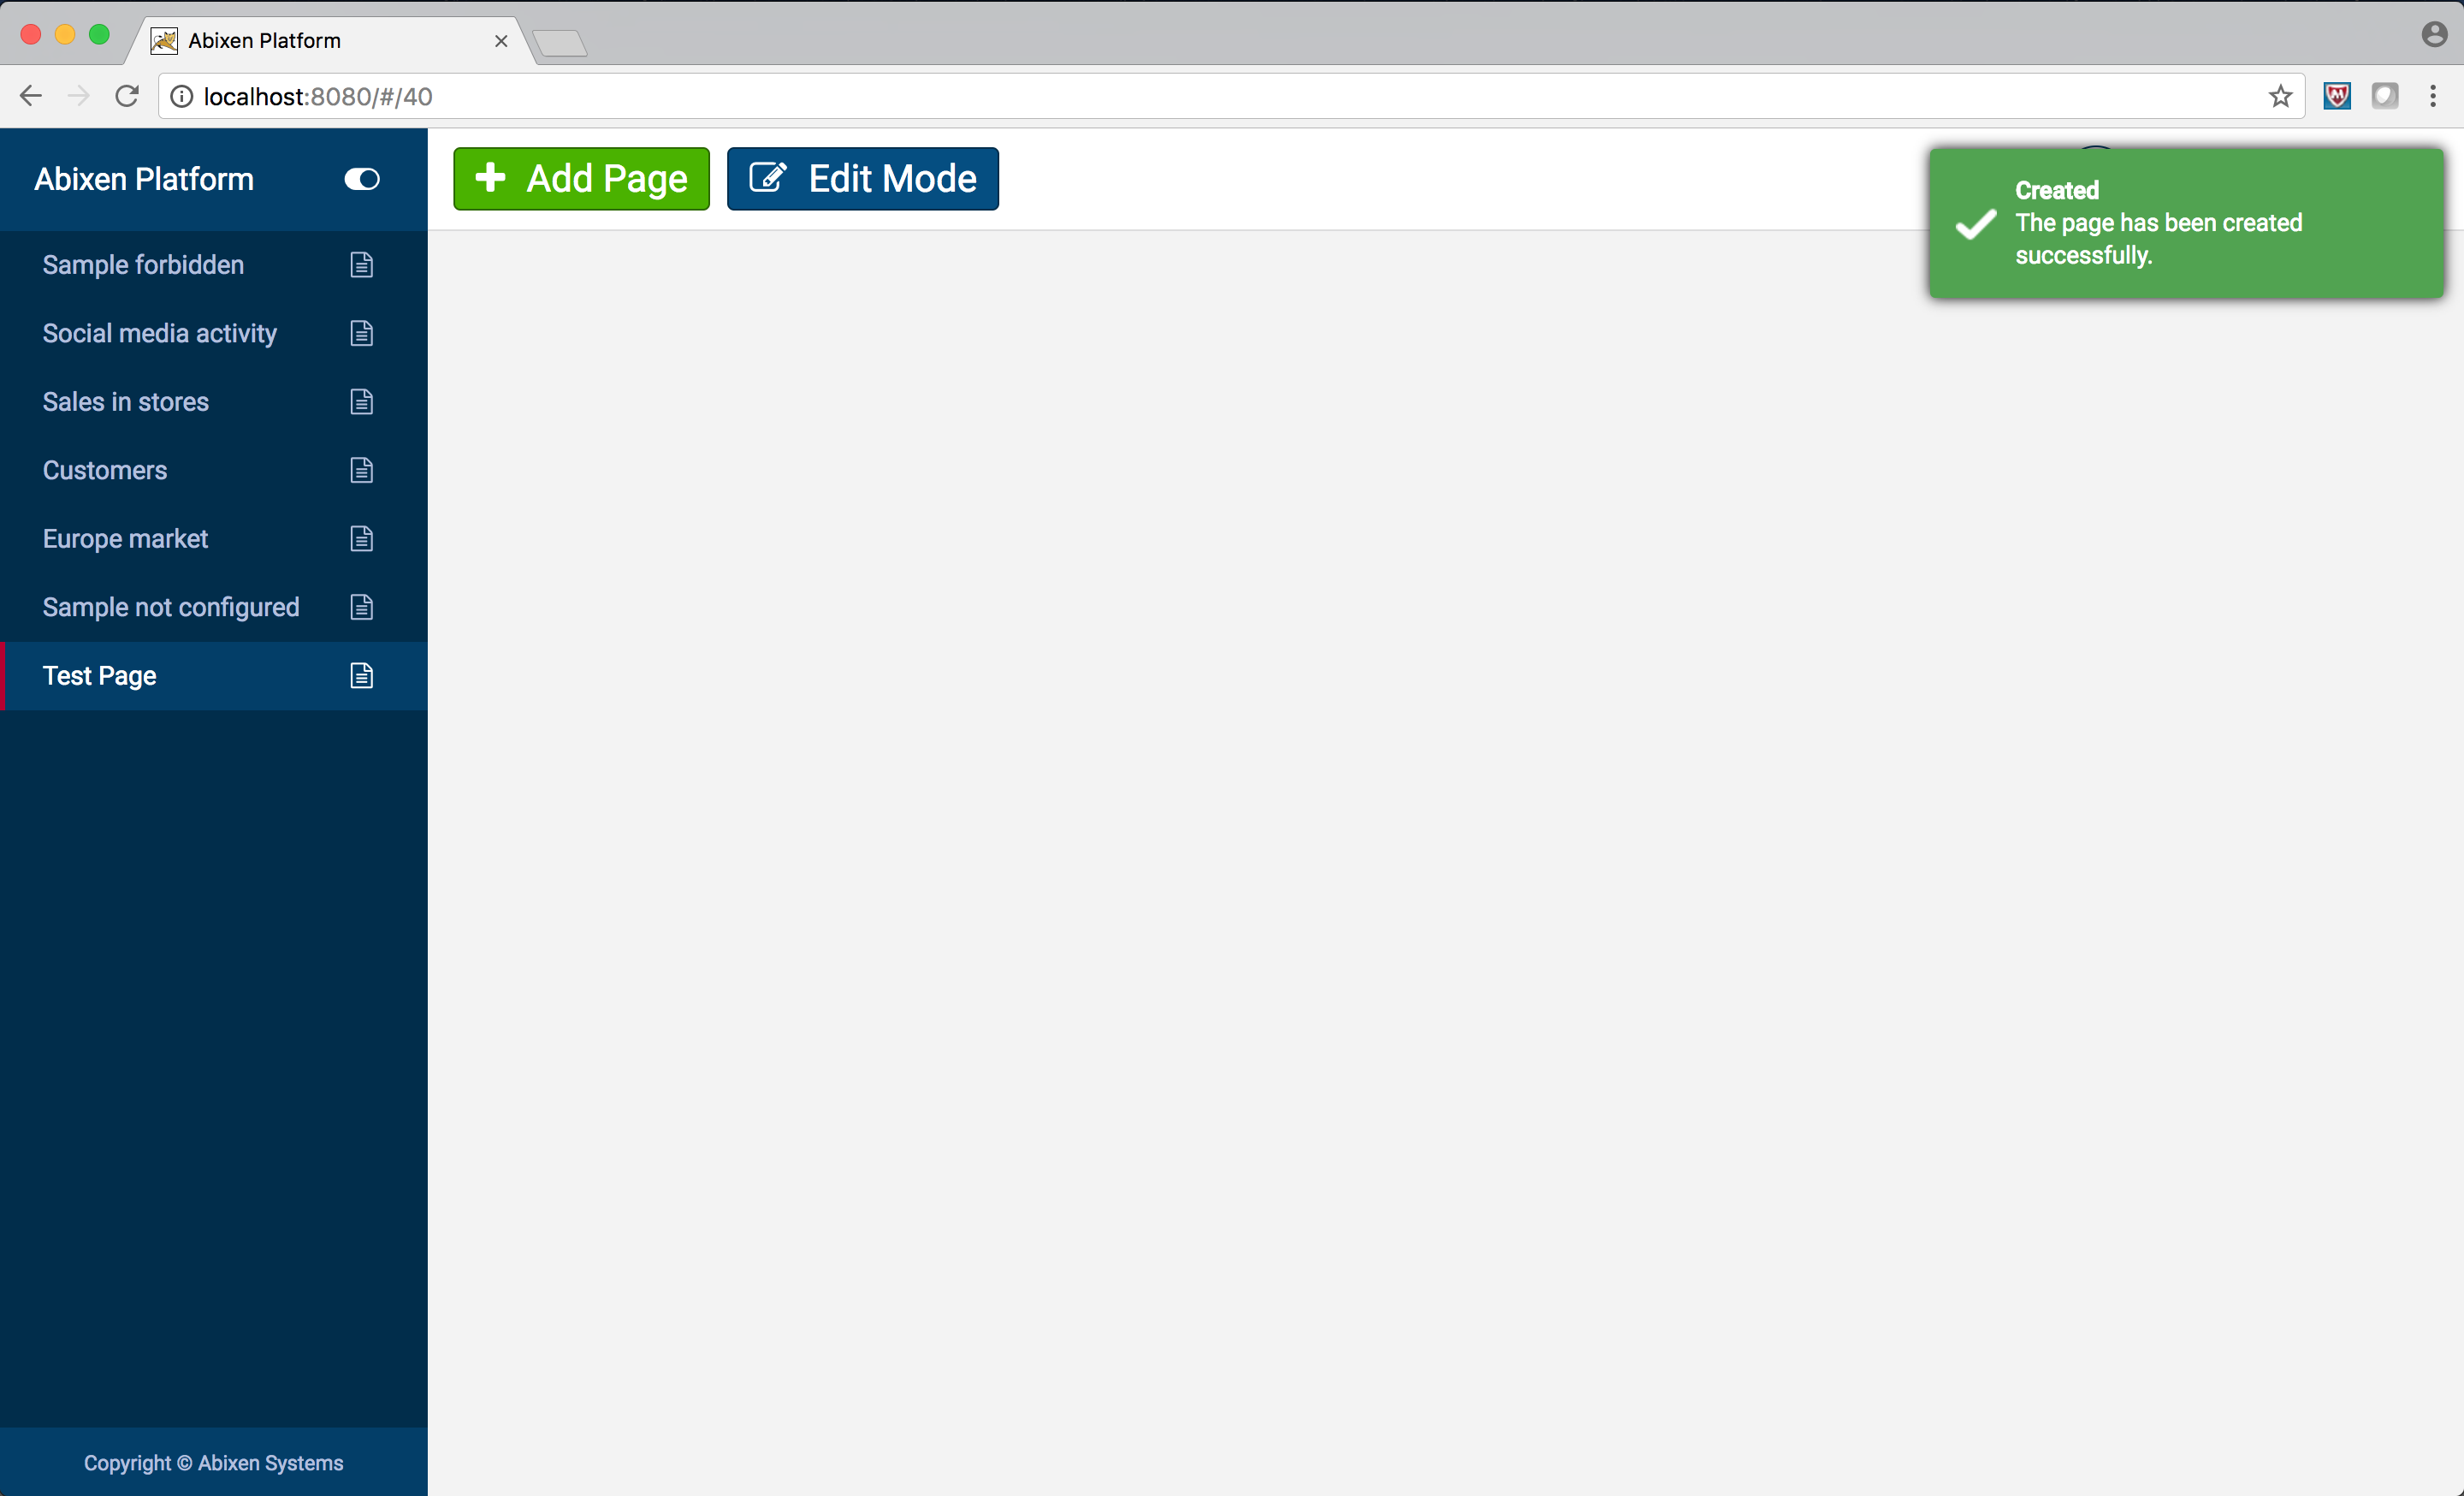 Abixen Platform
localhost:8080/#/40
Abixen Platform
Add Page
Edit Mode
Created
The page has been created
successfully.
Sample forbidden
Social media activity
Sales in stores
Customers
Europe market
Sample not configured
Test Page
Copyright © Abixen Systems